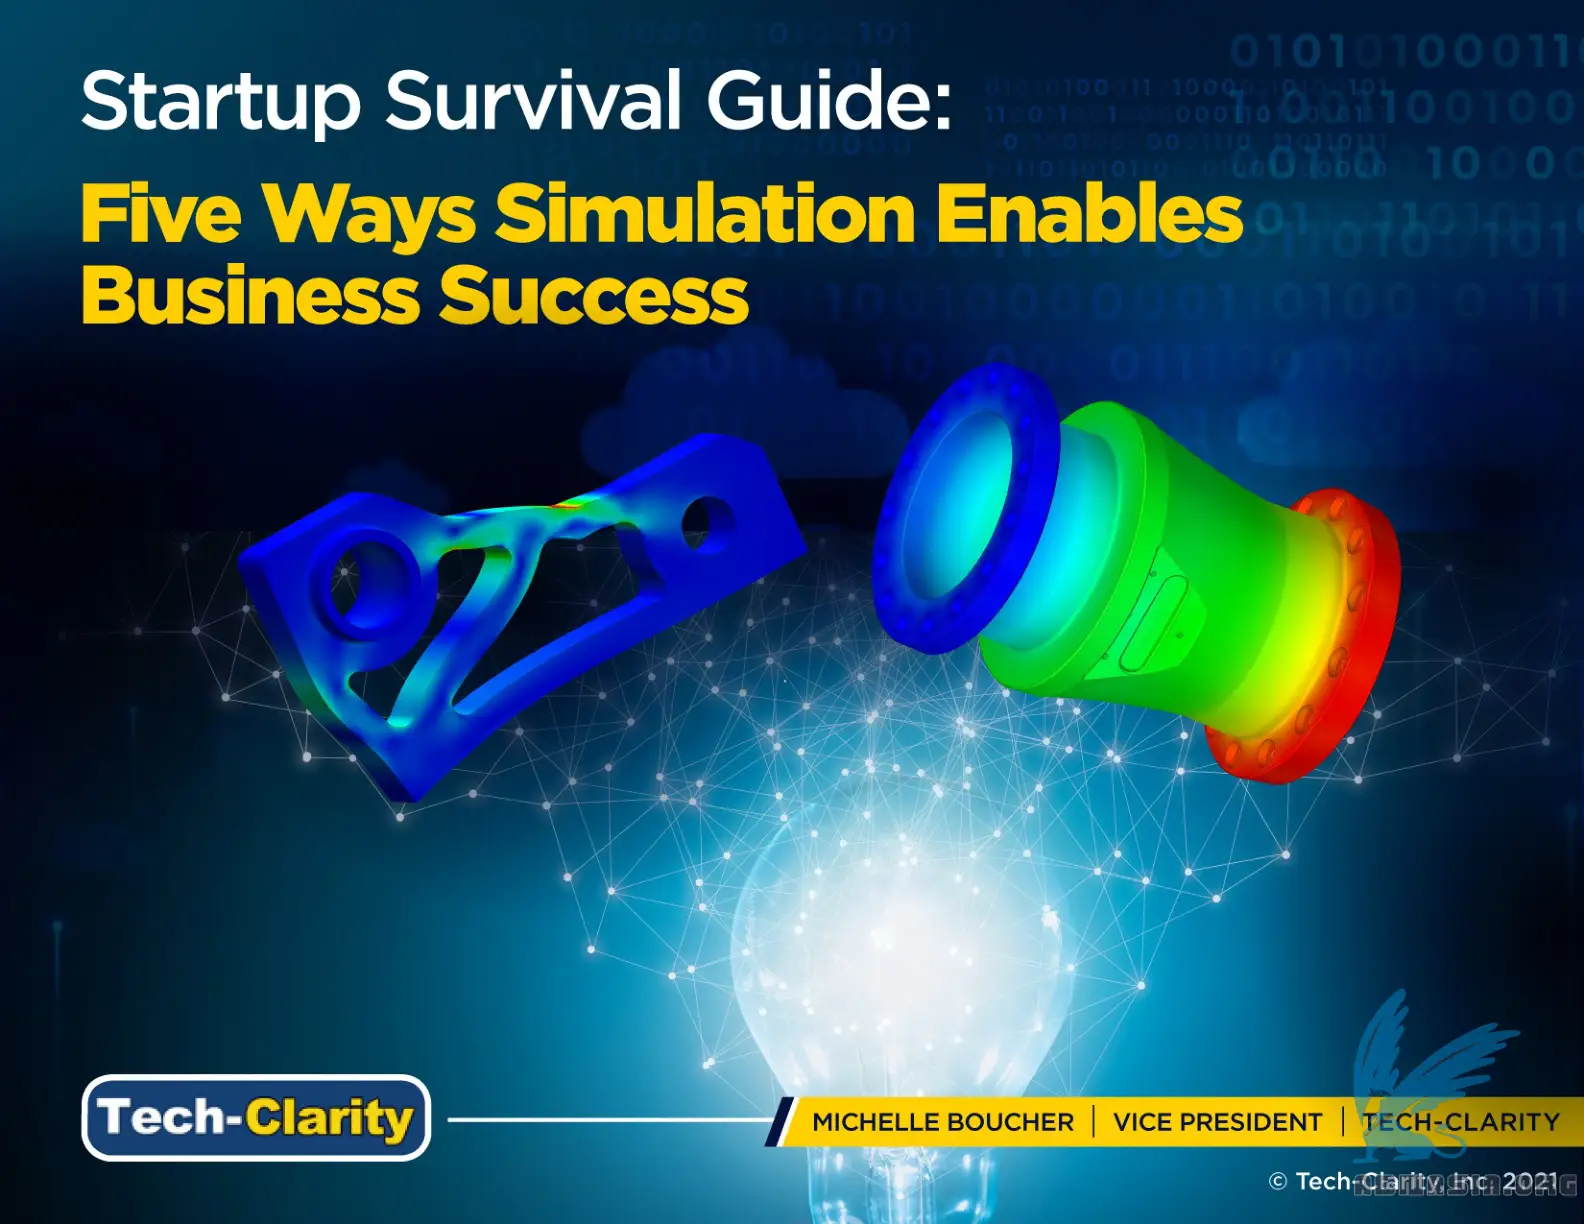 Startup Survival Guide:
Five Ways Simulation Enables
Business Success
Tech-Clarity
MICHELLE BOUCHER | VICE PRESIDENT | TECH-CLARITY
© Tech-Clarity, Inc. 2021